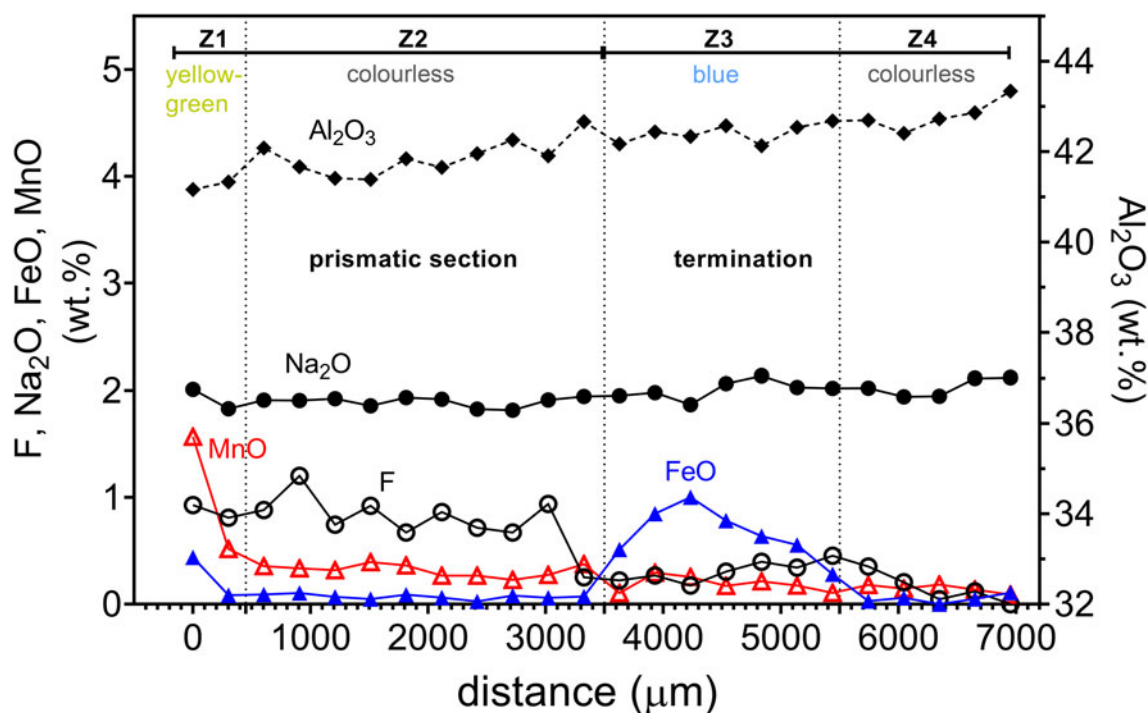 Z1 Z2 Z3 Z4
yellow-
green
colourless
blue
colourless
Al₂O₃
prismatic section
termination
Na₂O
MnO
F
FeO
F, Na₂O, FeO, MnO
(wt.%)
5
4
3
2
1
0
44
42
40
38
36
34
32
Al₂O₃ (wt.%)
0 1000 2000 3000 4000 5000 6000 7000
distance (μm)